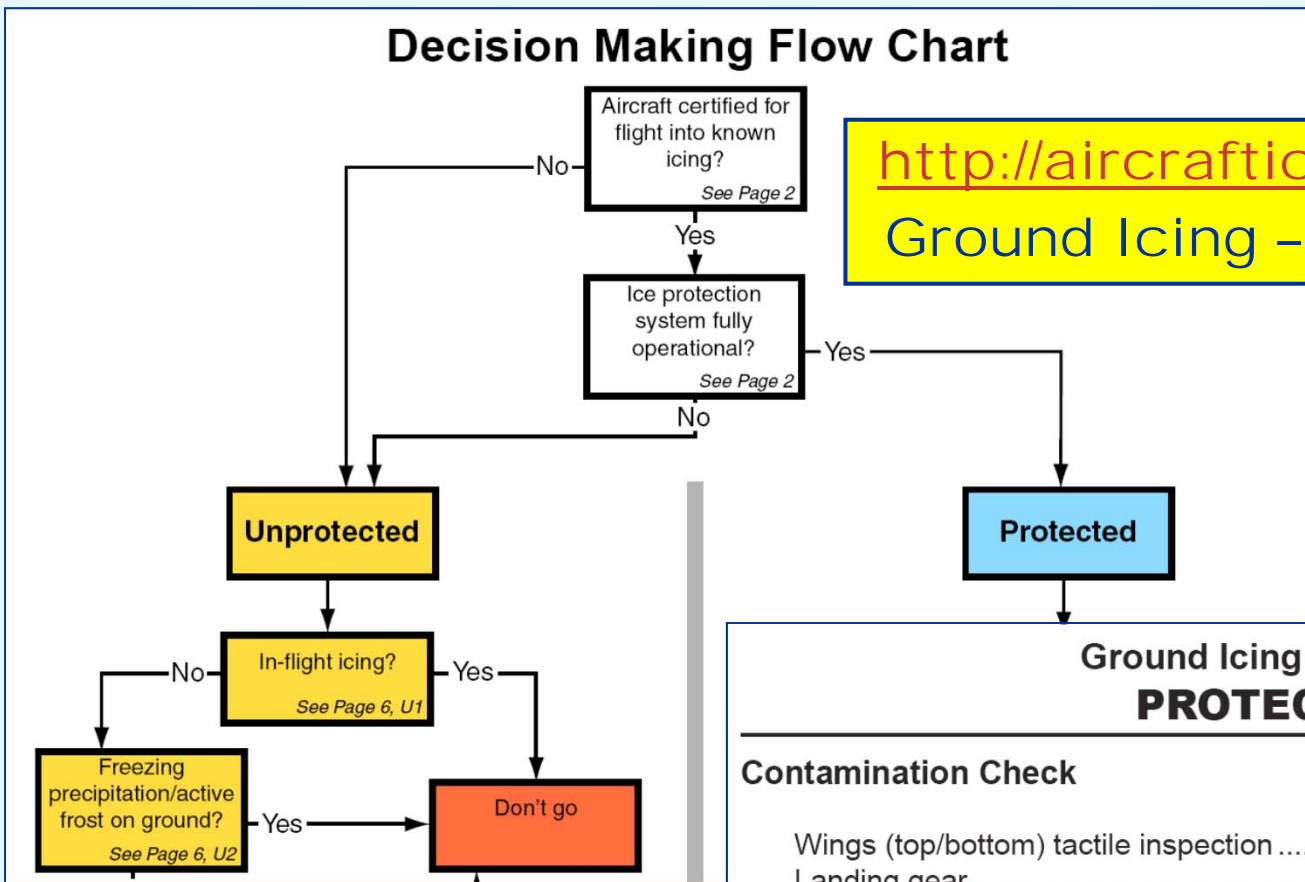 Decision Making Flow Chart
Aircraft certified for
flight into known
icing?
See Page 2
No
Yes
http://aircraftic
Ground Icing –
Ice protection
system fully
operational?
See Page 2
Yes
No
Unprotected
Protected
In-flight icing?
See Page 6, U1
No
Yes
Freezing
precipitation/active
frost on ground?
See Page 6, U2
Yes
Don't go
Ground Icing
PROTEC
Contamination Check
Wings (top/bottom) tactile inspection ....
Landing gear